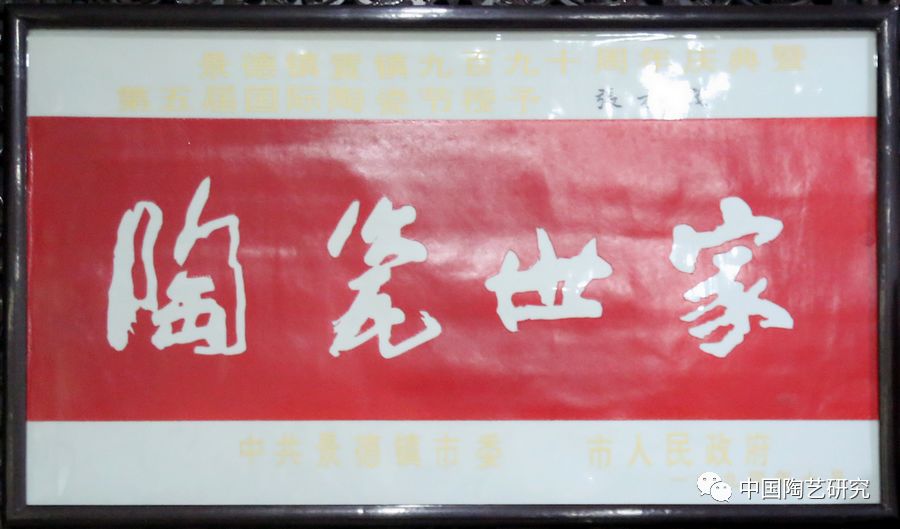 景德镇置镇九百九十周年庆典暨
第五届国际陶瓷节授予 張
陶瓷世家
中共景德镇市委 市人民政府
中国陶艺研究